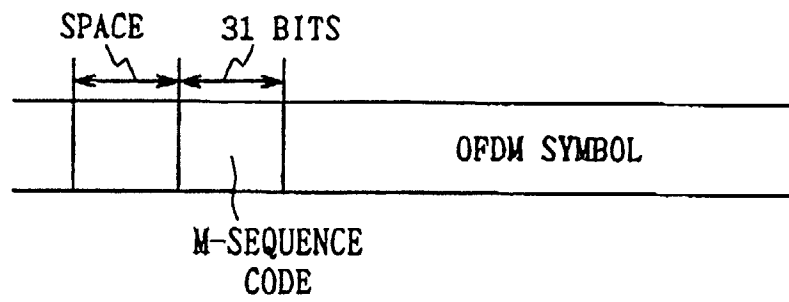 SPACE
31 BITS
OFDM SYMBOL
M-SEQUENCE
CODE